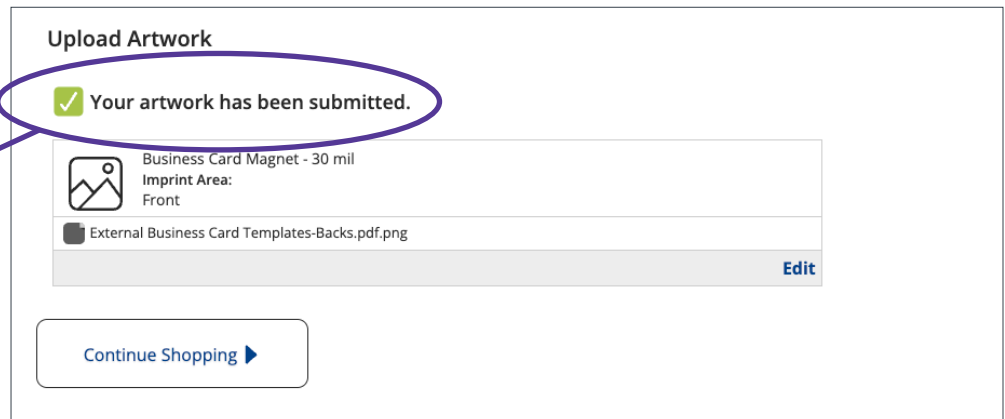 Upload Artwork
Your artwork has been submitted.
Business Card Magnet - 30 mil
Imprint Area:
Front
External Business Card Templates-Backs.pdf.png
Edit
Continue Shopping